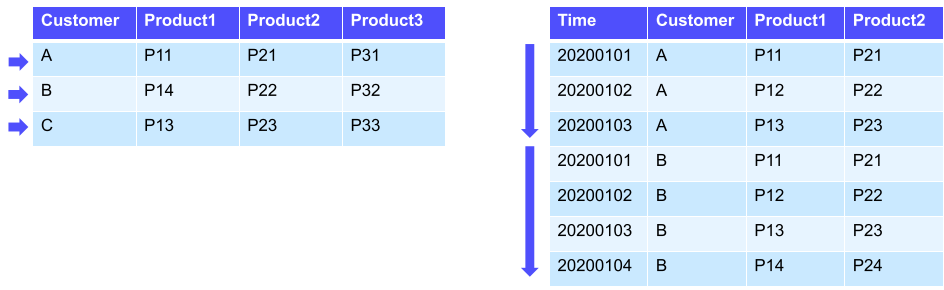 Customer Product1 Product2 Product3
A P11 P21 P31
B P14 P22 P32
C P13 P23 P33
Time Customer Product1 Product2
20200101 A P11 P21
20200102 A P12 P22
20200103 A P13 P23
20200101 B P11 P21
20200102 B P12 P22
20200103 B P13 P23
20200104 B P14 P24